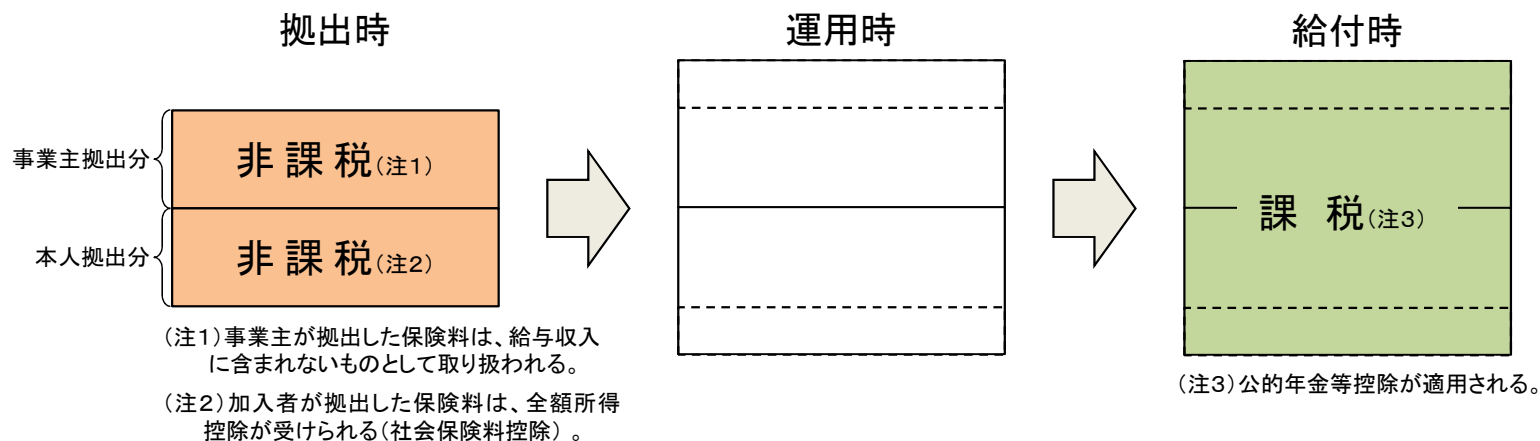 拠出時
運用時
給付時
事業主拠出分
非課税(注1)
本人拠出分
非課税(注2)
課 税(注3)
(注1)事業主が拠出した保険料は、給与収入
に含まれないものとして取り扱われる。
(注2)加入者が拠出した保険料は、全額所得
控除が受けられる(社会保険料控除) 。
(注3)公的年金等控除が適用される。